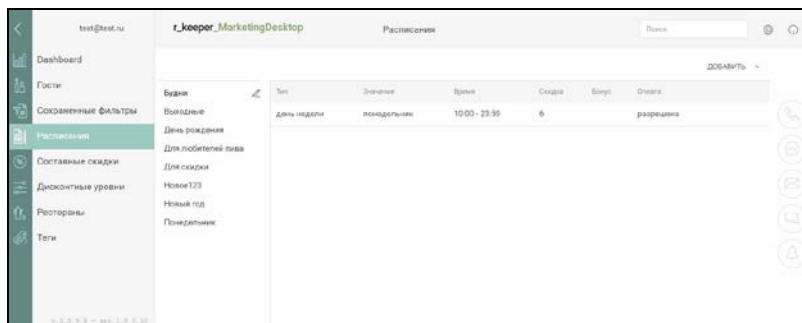 test@test.ru
r_keeper_MarketingDesktop
Расписания
Поиск
Dashboard
Гости
Сохраненные фильтры
Расписания
Составные скидки
Дисконтные уровни
Рестораны
Теги
ДОБАВИТЬ
Будни
Выходные
День рождения
Для любителей пива
Для скидки
Новое123
Новый год
Понедельник
Тип Значение Время Скидка Бонус Оплата
день недели понедельник 10:00 - 23:59 6 разрешена